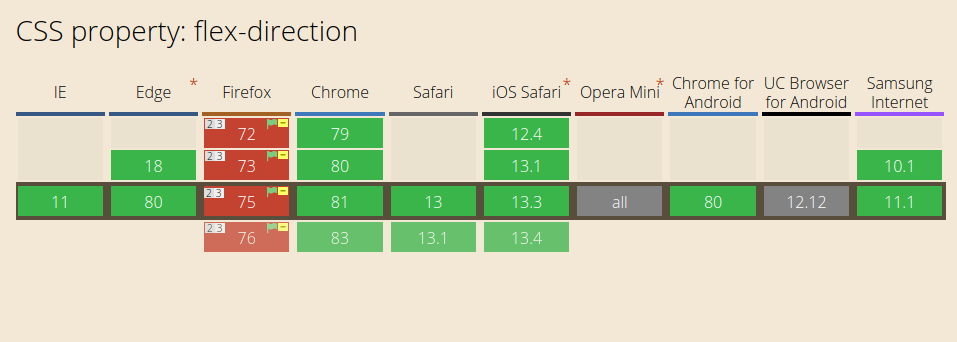 CSS property: flex-direction
IE Edge * Firefox Chrome Safari iOS Safari * Opera Mini * Chrome for Android UC Browser for Android Samsung Internet
2 3 72 79 12.4
18 2 3 73 80 13.1 10.1
11 80 2 3 75 81 13 13.3 all 80 12.12 11.1
2 3 76 83 13.1 13.4